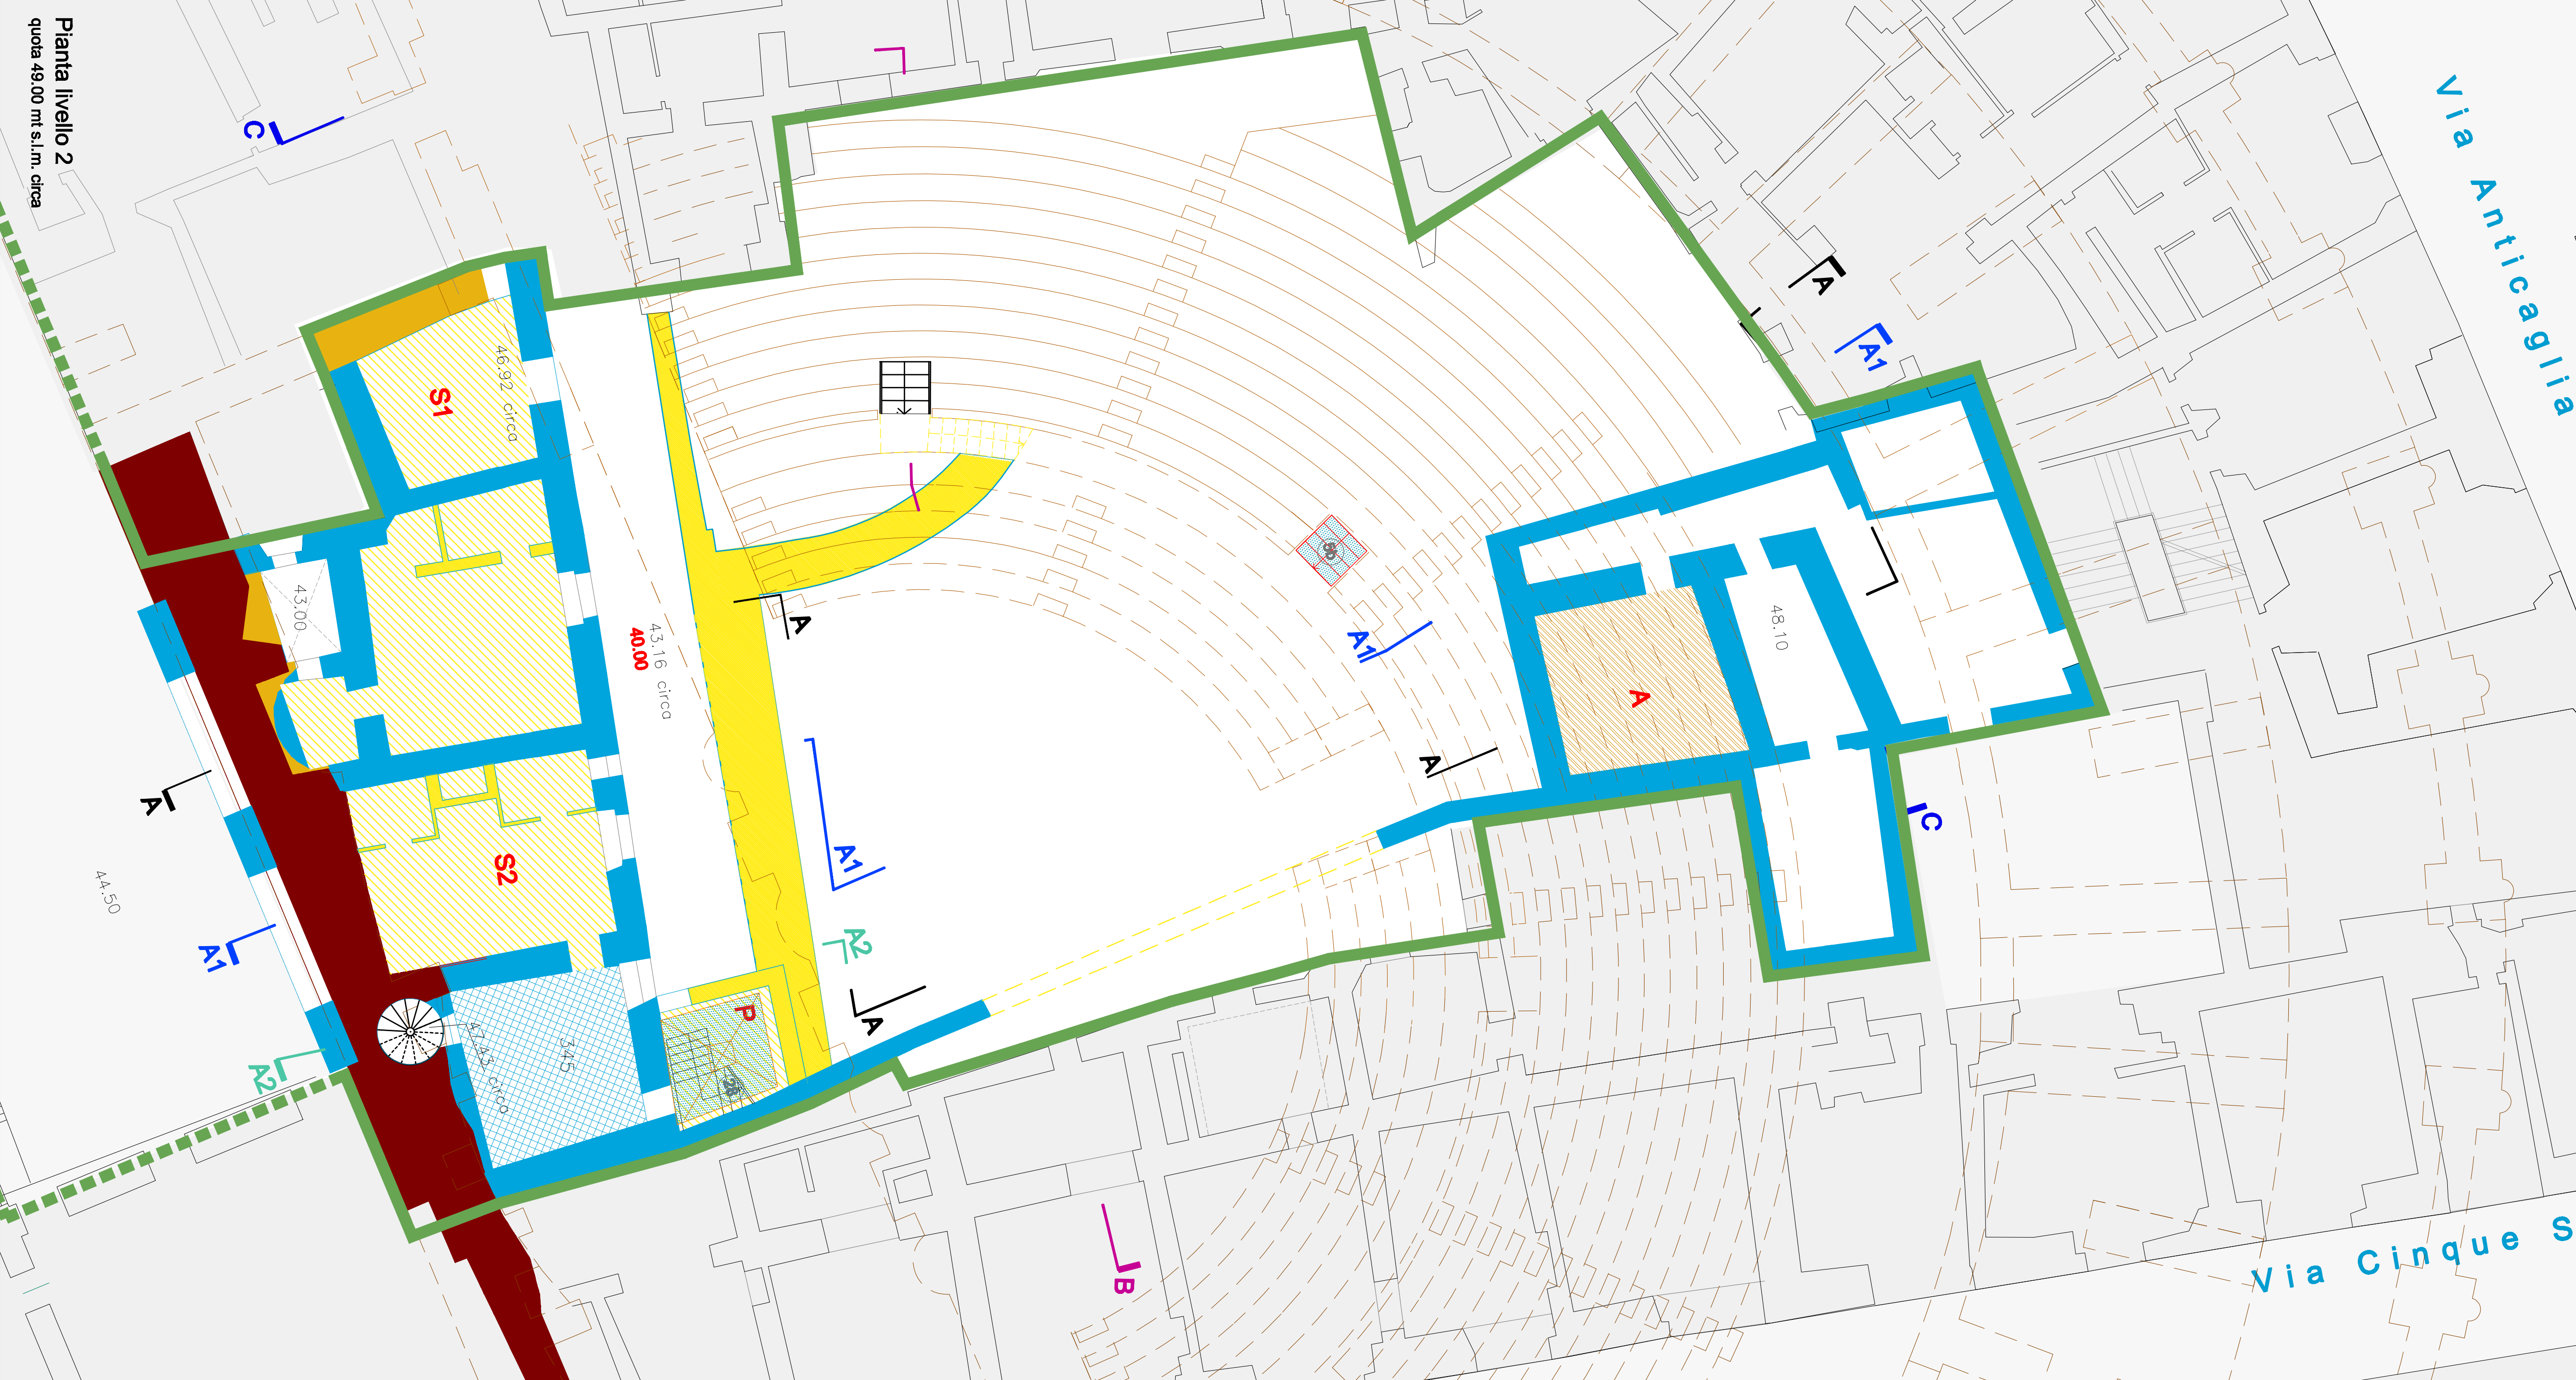 Pianta livello 2
quota 49.00 mt s.l.m. circa
C
Via Anticaglia
A
A1
S1
46.92 circa
43.00
43.16 circa
40.00
A
A1
A
48.10
A
C
S2
A1
A2
A
P
A
44.50
A1
A2
47.43 circa
345
B
Via Cinque S